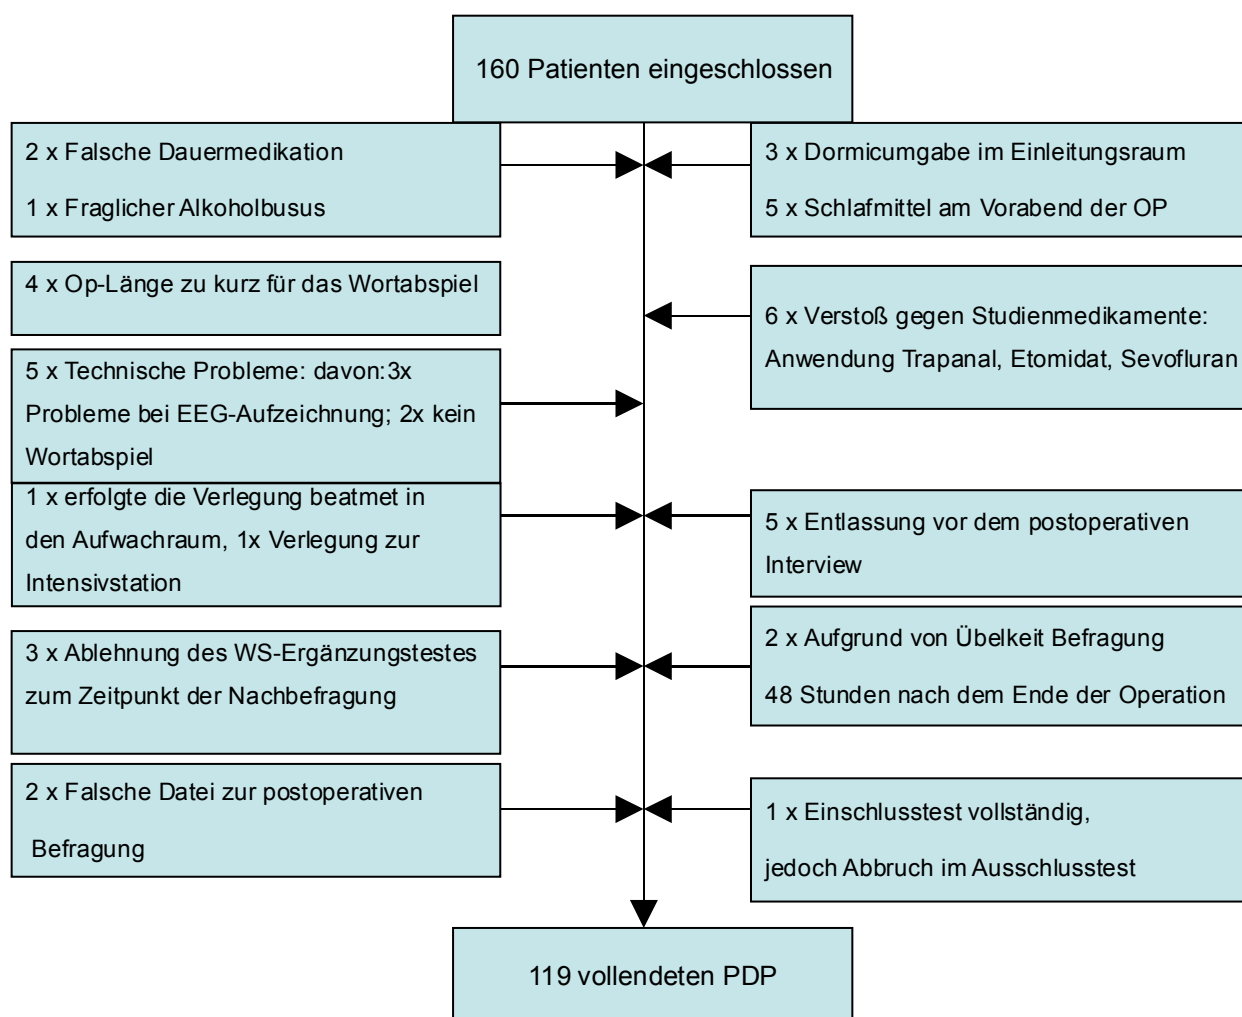 160 Patienten eingeschlossen
2 x Falsche Dauermedikation
1 x Fraglicher Alkoholbusus
3 x Dormicumgabe im Einleitungsraum
5 x Schlafmittel am Vorabend der OP
4 x Op-Länge zu kurz für das Wortabspiel
6 x Verstoß gegen Studienmedikamente:
Anwendung Trapanal, Etomidat, Sevofluran
5 x Technische Probleme: davon:3x
Probleme bei EEG-Aufzeichnung; 2x kein
Wortabspiel
1 x erfolgte die Verlegung beatmet in
den Aufwachraum, 1x Verlegung zur
Intensivstation
5 x Entlassung vor dem postoperativen
Interview
3 x Ablehnung des WS-Ergänzungstestes
zum Zeitpunkt der Nachbefragung
2 x Aufgrund von Übelkeit Befragung
48 Stunden nach dem Ende der Operation
2 x Falsche Datei zur postoperativen
Befragung
1 x Einschlusstest vollständig,
jedoch Abbruch im Ausschlusstest
119 vollendeten PDP